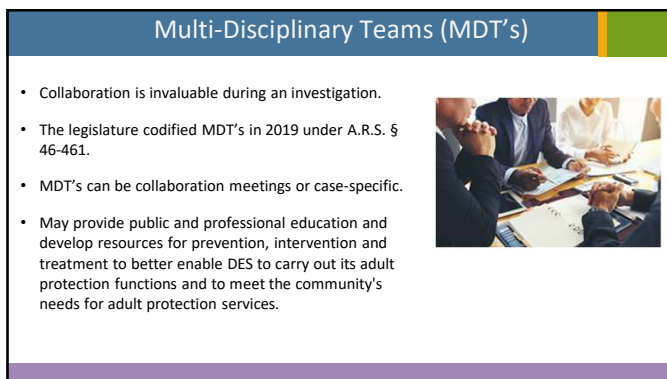 Multi-Disciplinary Teams (MDT's)
• Collaboration is invaluable during an investigation.
• The legislature codified MDT's in 2019 under A.R.S. §
46-461.
• MDT's can be collaboration meetings or case-specific.
• May provide public and professional education and
develop resources for prevention, intervention and
treatment to better enable DES to carry out its adult
protection functions and to meet the community's
needs for adult protection services.